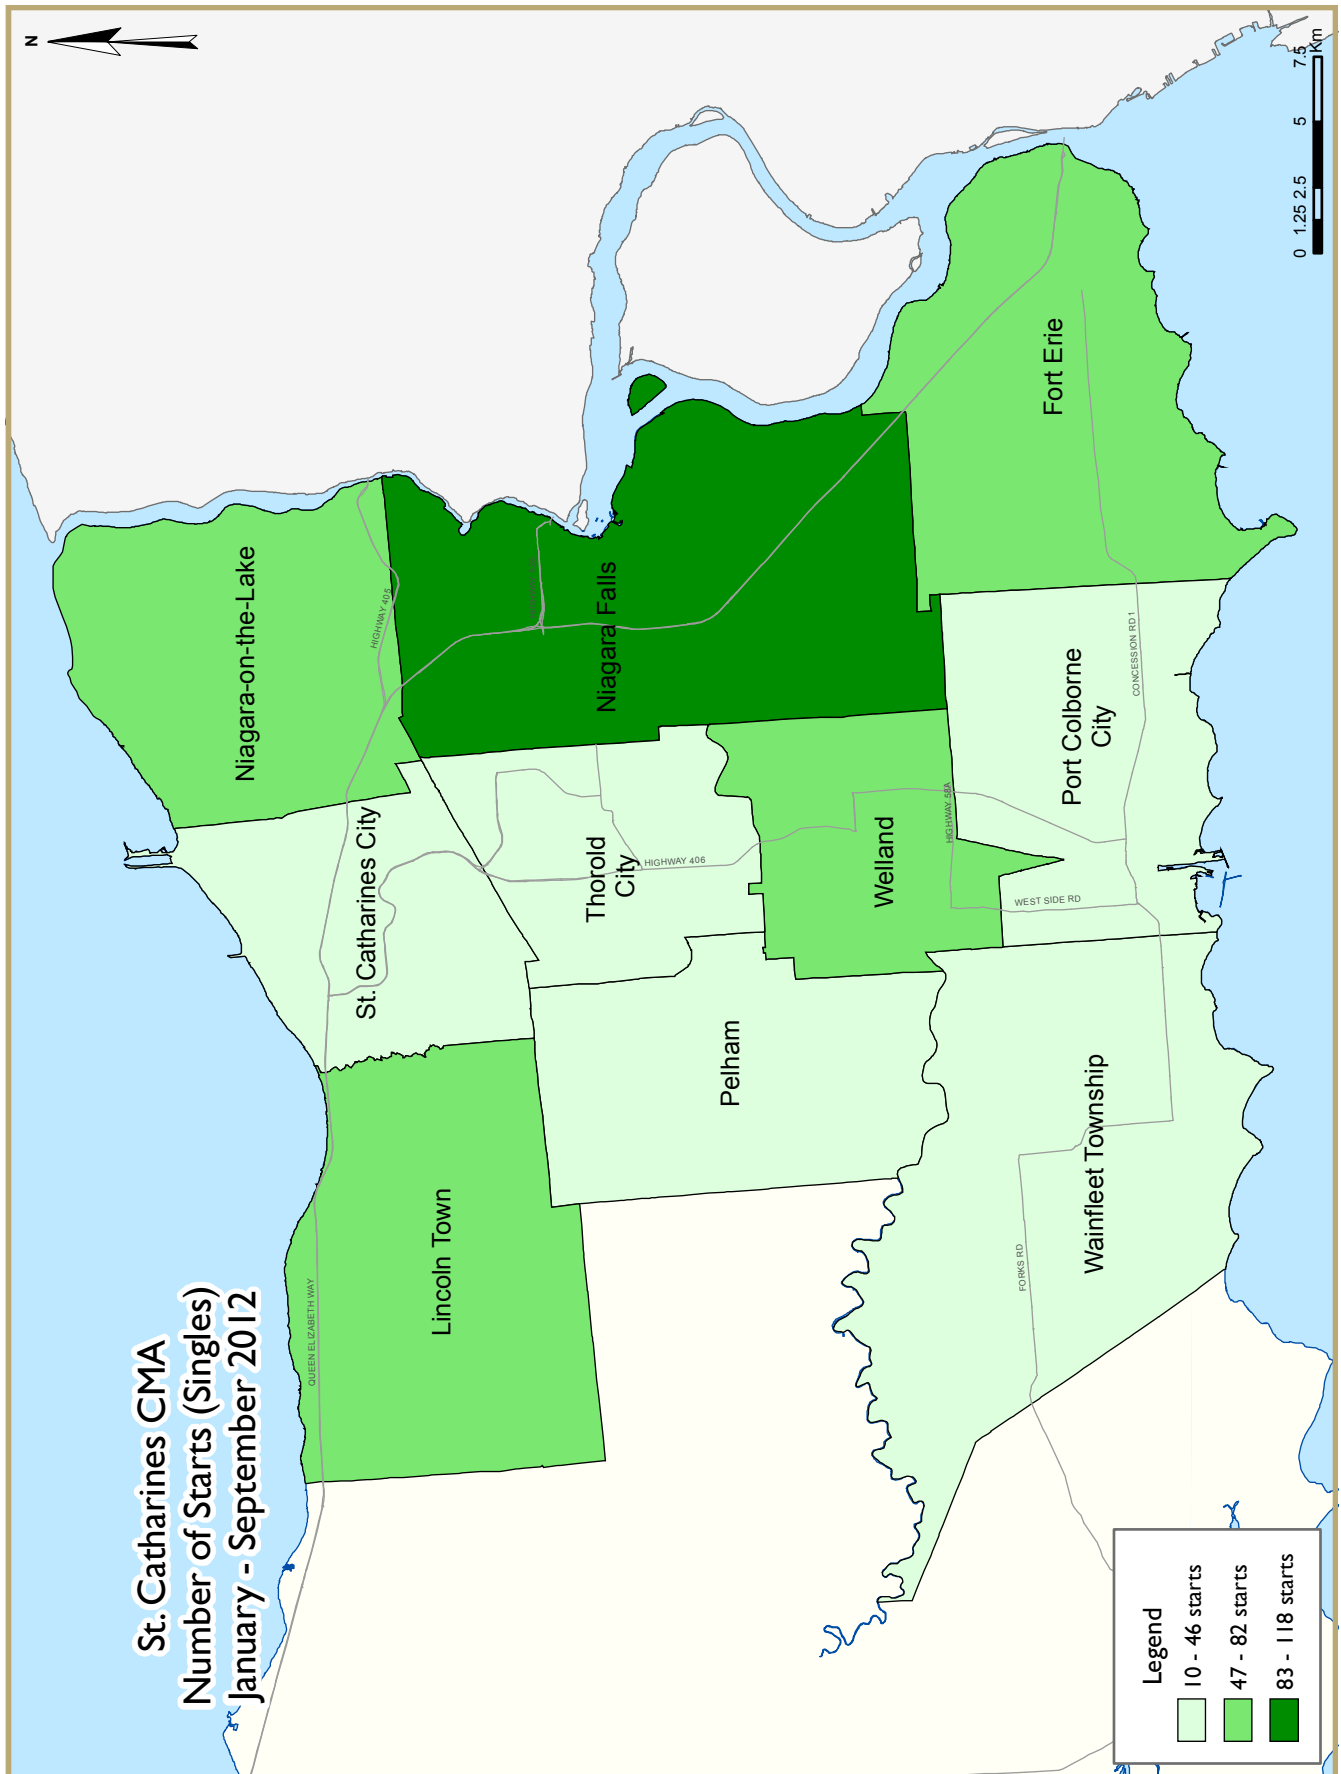 St. Catharines CMA
Number of Starts (Singles)
January - September 2012
N
Niagara-on-the-Lake
HIGHWAY 405
St. Catharines City
QUEEN ELIZABETH WAY
Lincoln Town
Niagara Falls
Thorold
City
HIGHWAY 406
Pelham
Welland
HIGHWAY 58A
Fort Erie
Port Colborne
City
CONCESSION RD 1
WEST SIDE RD
Wainfleet Township
FORKS RD
Legend
10 - 46 starts
47 - 82 starts
83 - 118 starts
0 1.25 2.5 5 7.5
Km